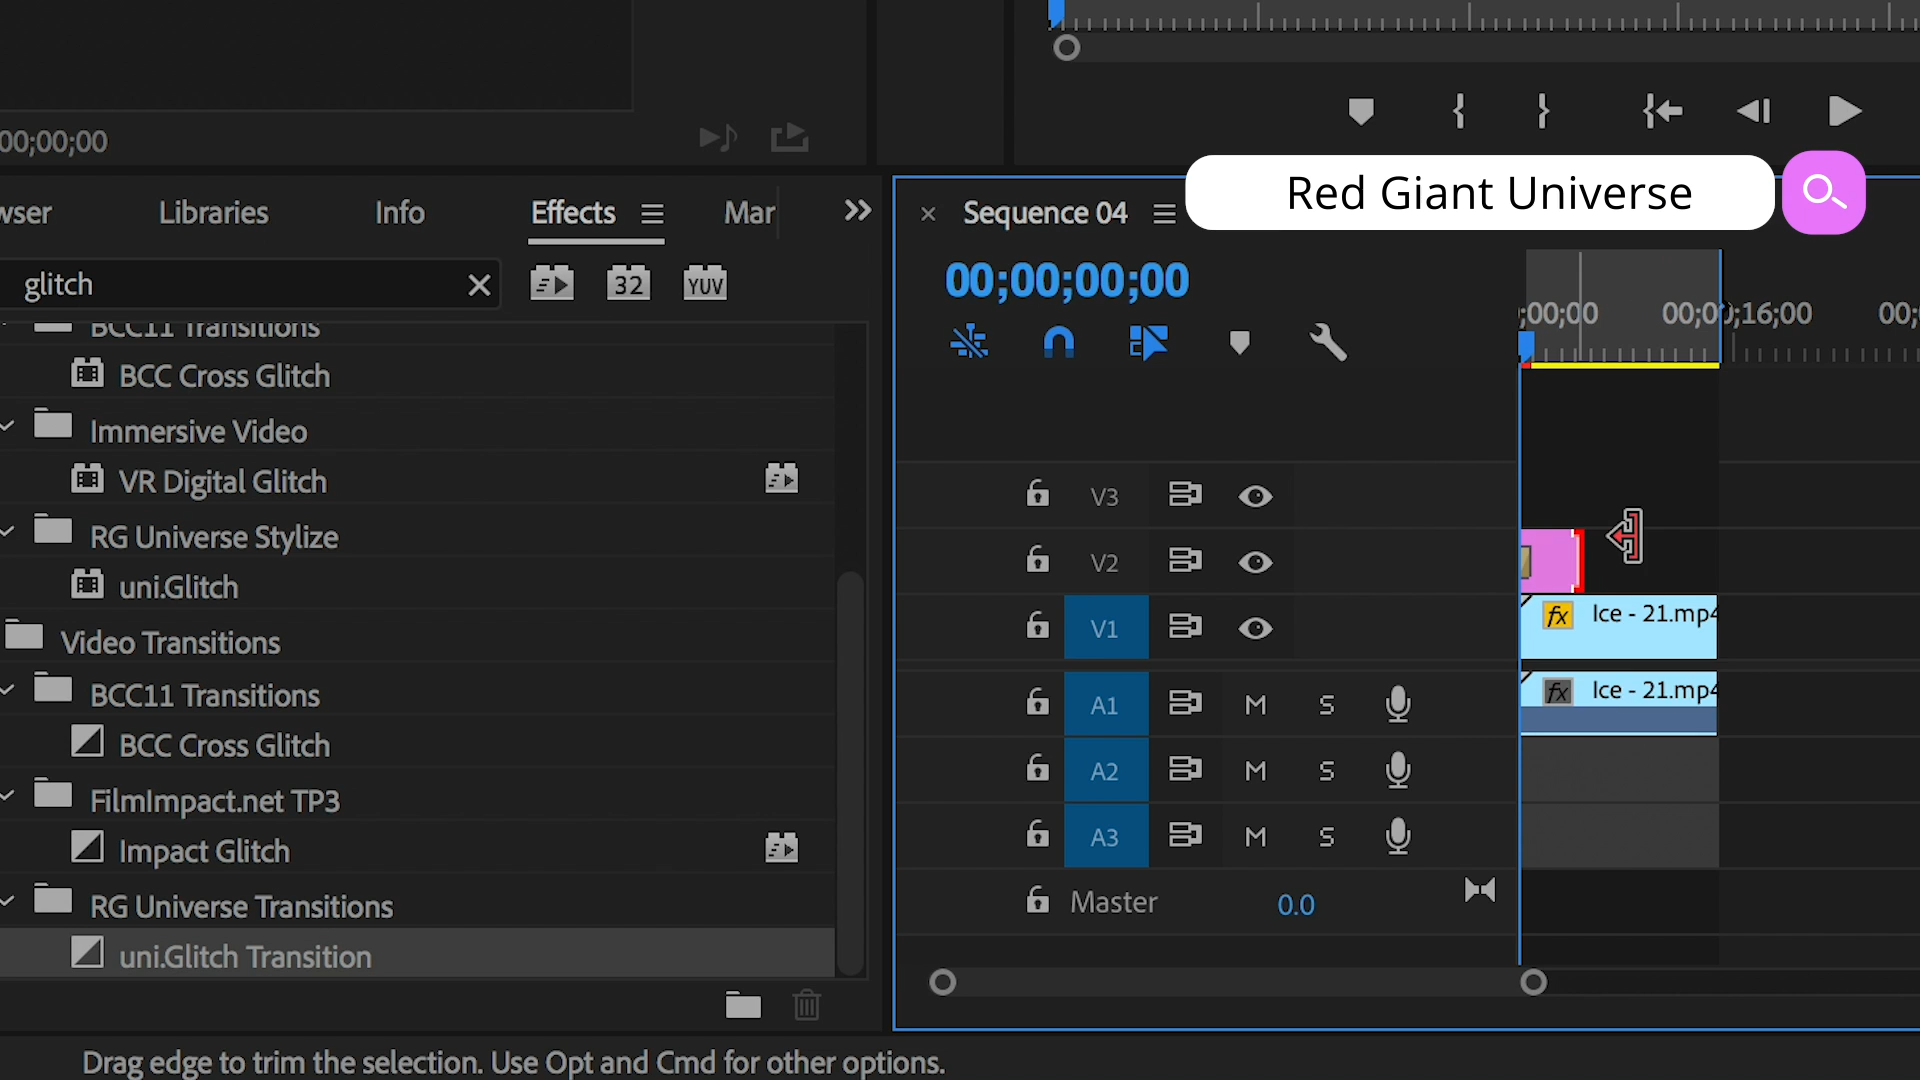 00;00;00
wser
Libraries
Info
Effects
Mar
Sequence 04
Red Giant Universe
glitch
32
YUV
00;00;00;00
;00;00
00;00;16;00
00;
BCC11 Transitions
BCC Cross Glitch
Immersive Video
VR Digital Glitch
RG Universe Stylize
uni.Glitch
Video Transitions
BCC11 Transitions
BCC Cross Glitch
FilmImpact.net TP3
Impact Glitch
RG Universe Transitions
uni.Glitch Transition
V3
V2
V1
fx Ice - 21.mp4
A1 M S
fx Ice - 21.mp4
A2 M S
A3 M S
Master 0.0
Drag edge to trim the selection. Use Opt and Cmd for other options.